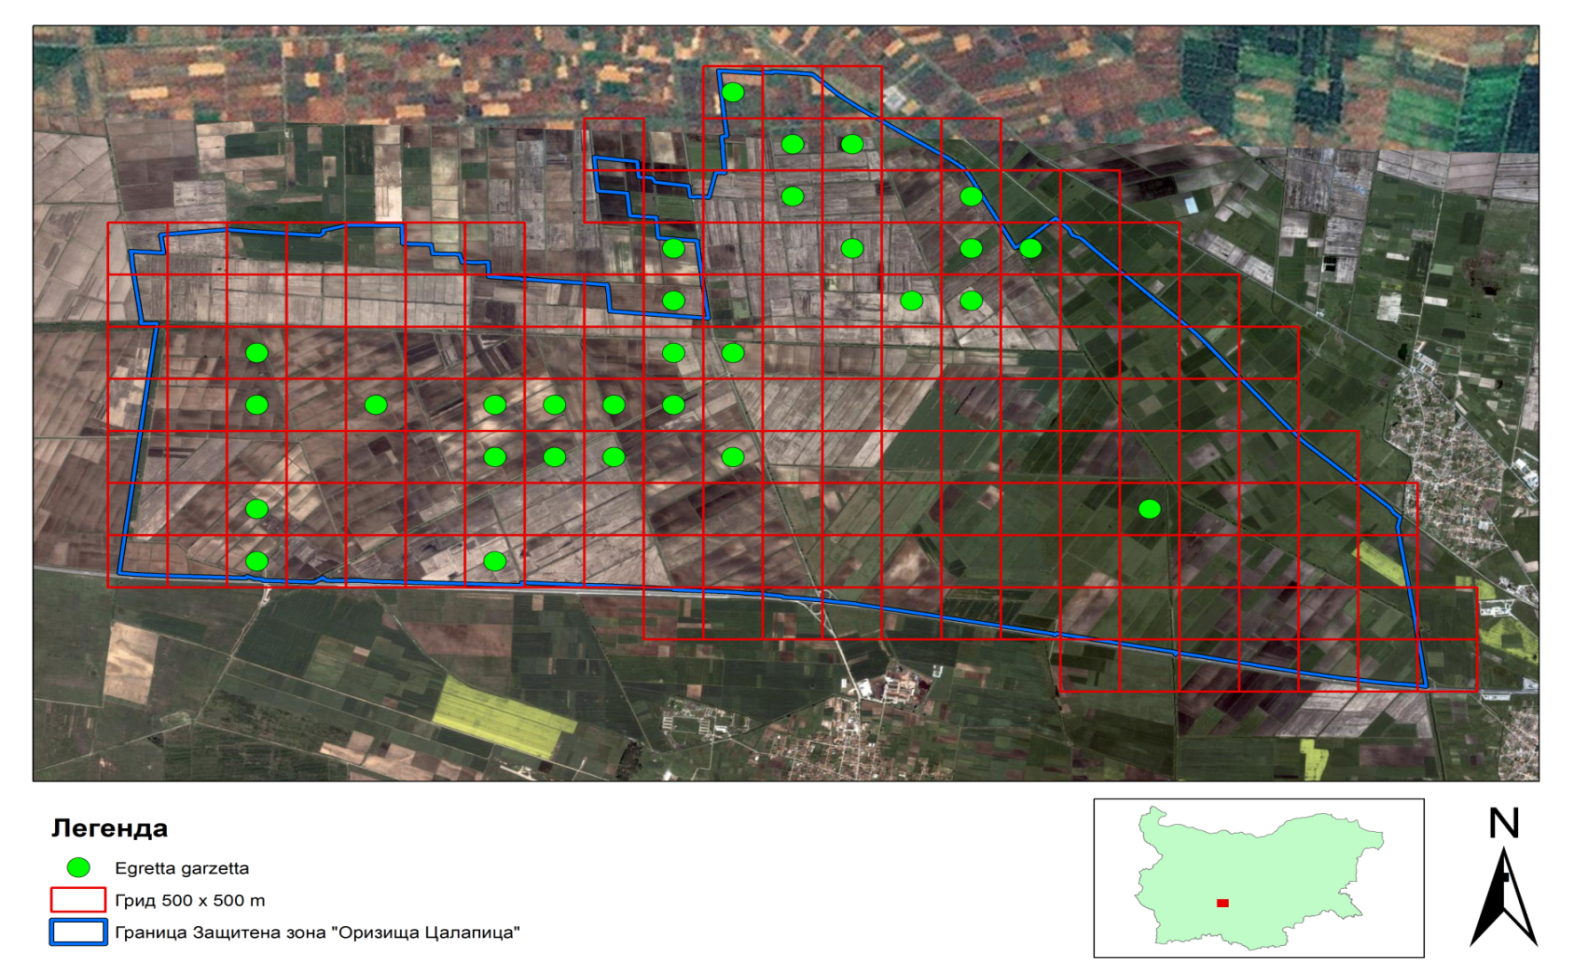 Легенда
Egretta garzetta
Грид 500 x 500 m
Граница Защитена зона "Оризища Цалапица"
N